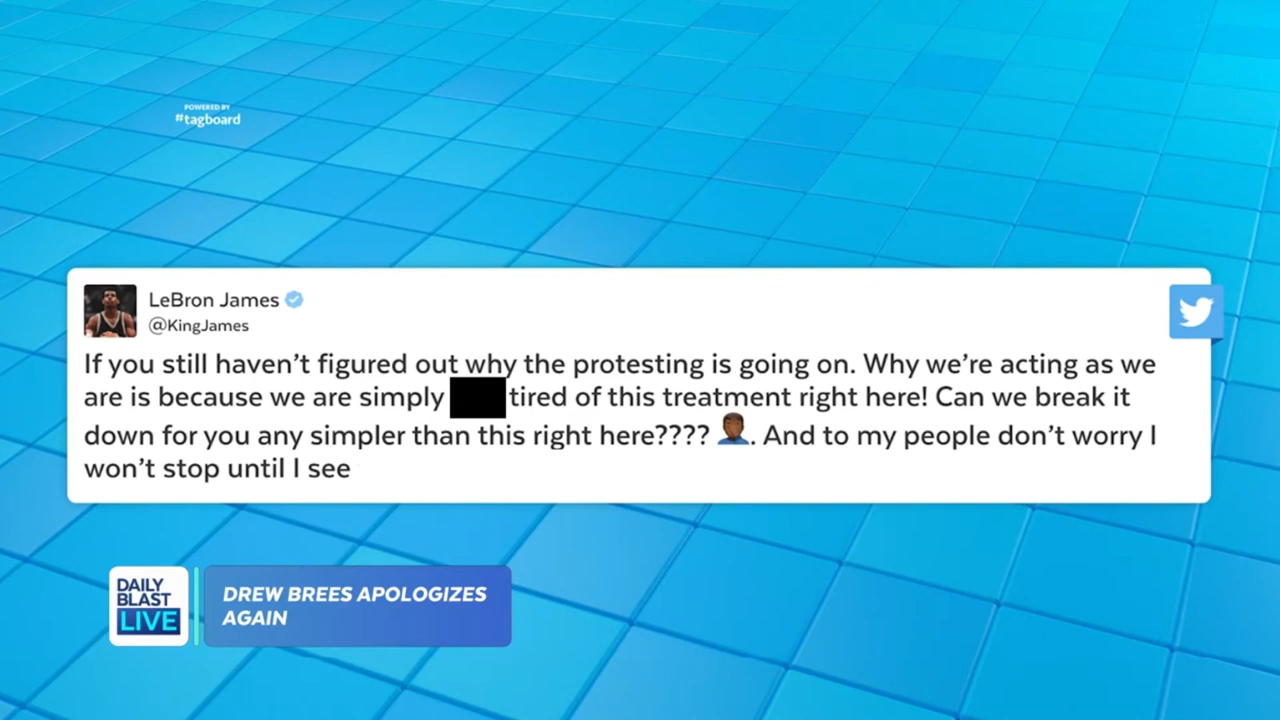 POWERED BY
#tagboard
LeBron James
@KingJames
If you still haven’t figured out why the protesting is going on. Why we’re acting as we
are is because we are simply tired of this treatment right here! Can we break it
down for you any simpler than this right here???? 🤦🏾‍♂️. And to my people don’t worry I
won’t stop until I see
DAILY
BLAST
LIVE
DREW BREES APOLOGIZES
AGAIN